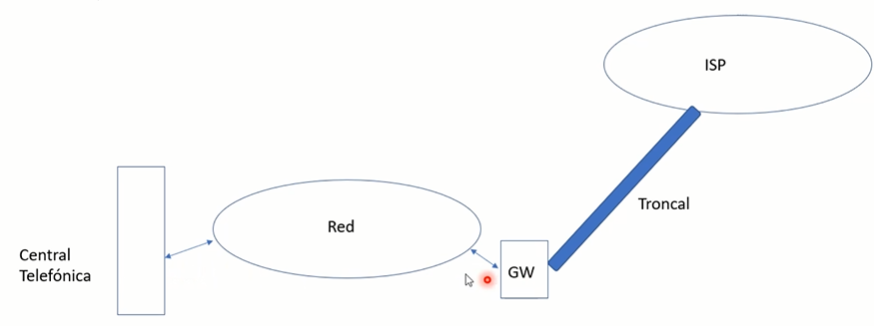 ISP
Troncal
Red
Central
Telefónica
GW